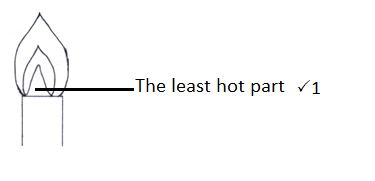 The least hot part ✓1